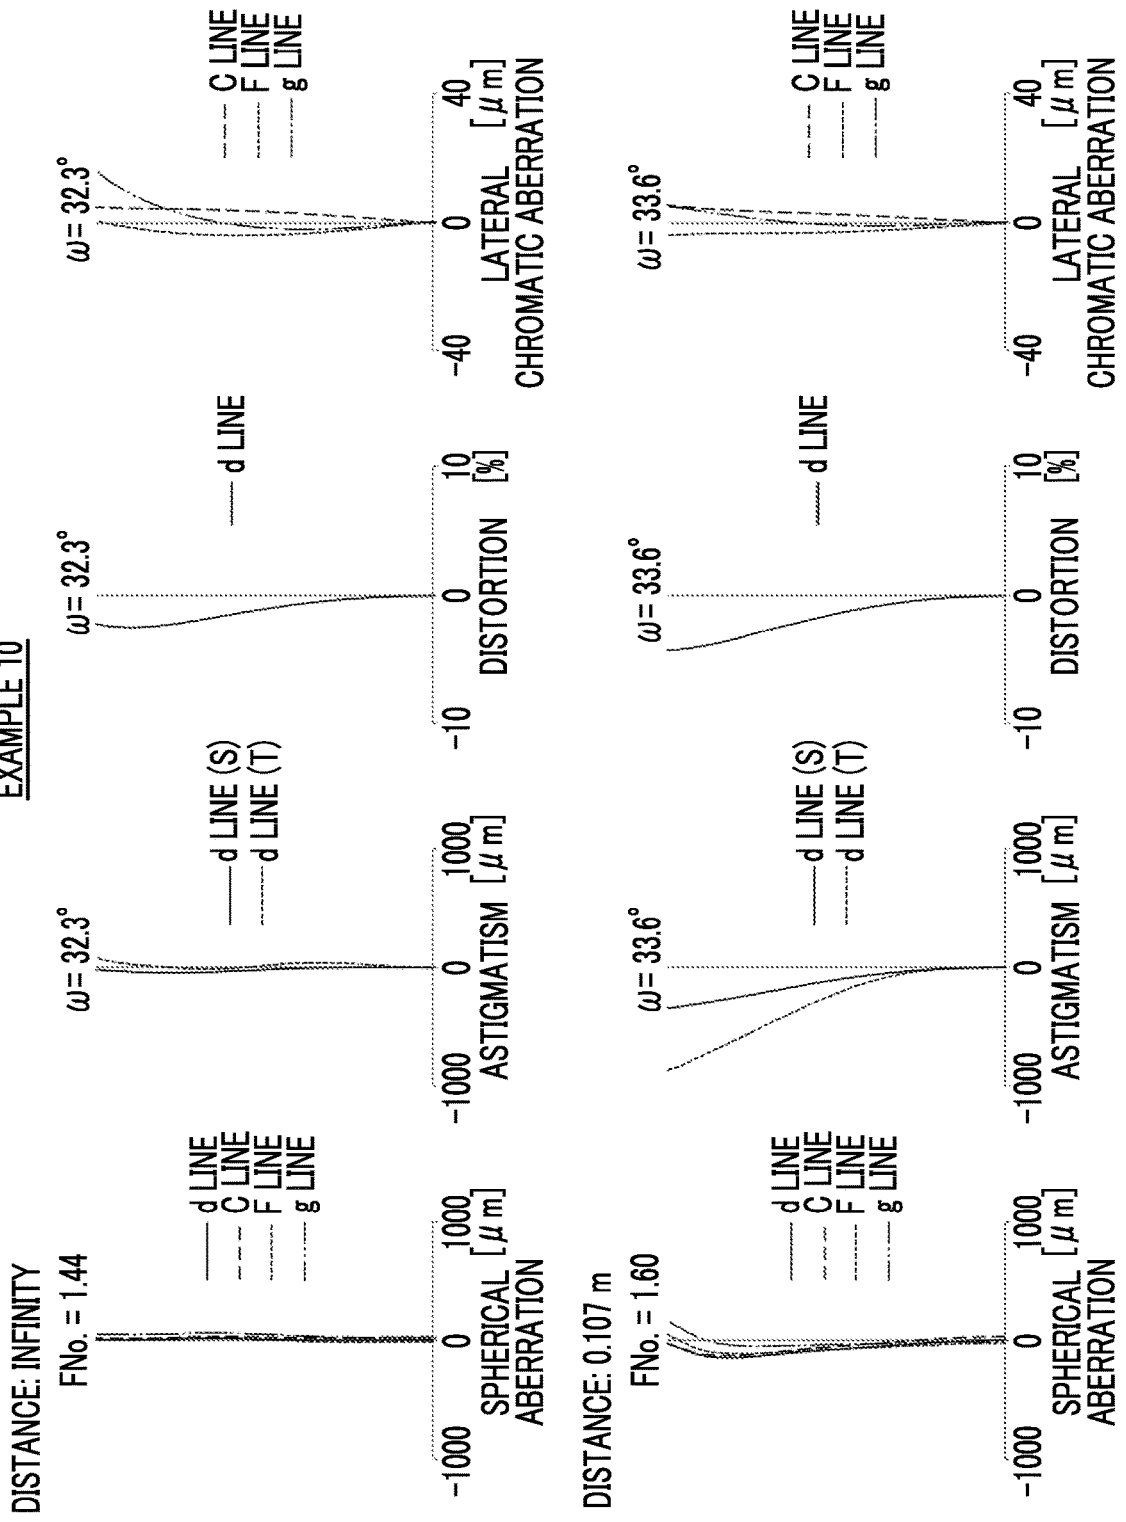 EXAMPLE 10
DISTANCE: INFINITY
FNo. = 1.44
d LINE
C LINE
F LINE
g LINE
-1000 0 1000
[μm]
SPHERICAL
ABERRATION
ω= 32.3°
d LINE (S)
d LINE (T)
-1000 0 1000
ASTIGMATISM [μm]
ω= 32.3°
d LINE
-10 0 10
DISTORTION [%]
ω= 32.3°
C LINE
F LINE
g LINE
-40 0 40
LATERAL [μm]
CHROMATIC ABERRATION
DISTANCE: 0.107 m
FNo. = 1.60
d LINE
C LINE
F LINE
g LINE
-1000 0 1000
SPHERICAL [μm]
ABERRATION
ω= 33.6°
d LINE (S)
d LINE (T)
-1000 0 1000
ASTIGMATISM [μm]
ω= 33.6°
d LINE
-10 0 10
DISTORTION [%]
ω= 33.6°
C LINE
F LINE
g LINE
-40 0 40
LATERAL [μm]
CHROMATIC ABERRATION